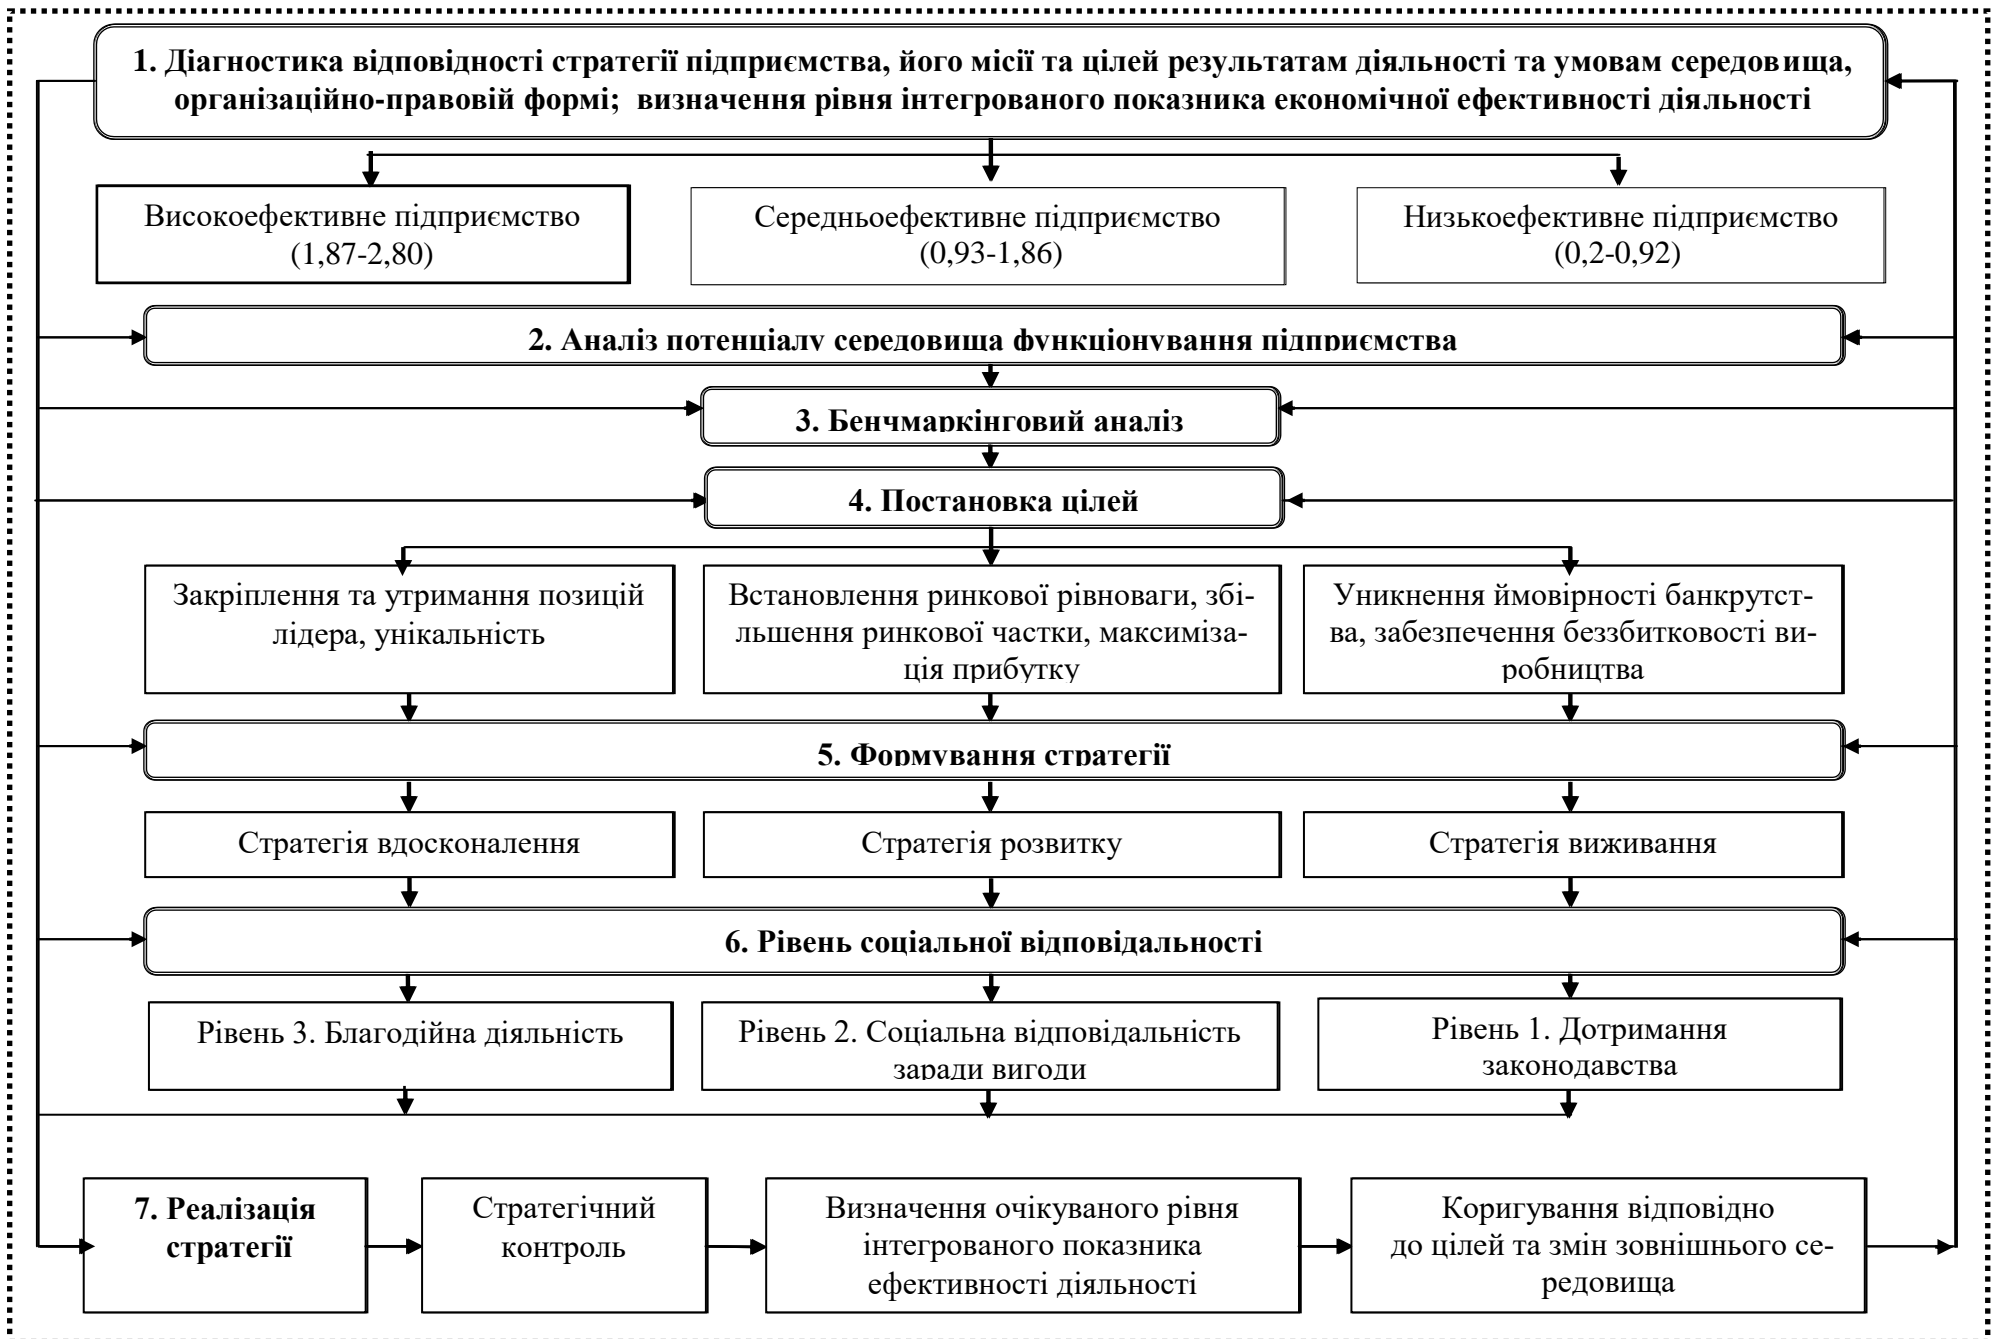 1. Діагностика відповідності стратегії підприємства, його місії та цілей результатам діяльності та умовам середовища,
організаційно-правовій формі; визначення рівня інтегрованого показника економічної ефективності діяльності
Високоефективне підприємство
(1,87-2,80)
Середньоефективне підприємство
(0,93-1,86)
Низькоефективне підприємство
(0,2-0,92)
2. Аналіз потенціалу середовища функціонування підприємства
3. Бенчмаркінговий аналіз
4. Постановка цілей
Закріплення та утримання позицій
лідера, унікальність
Встановлення ринкової рівноваги, збі-
льшення ринкової частки, максиміза-
ція прибутку
Уникнення ймовірності банкрутст-
ва, забезпечення беззбитковості ви-
робництва
5. Формування стратегії
Стратегія вдосконалення
Стратегія розвитку
Стратегія виживання
6. Рівень соціальної відповідальності
Рівень 3. Благодійна діяльність
Рівень 2. Соціальна відповідальність
заради вигоди
Рівень 1. Дотримання
законодавства
7. Реалізація
стратегії
Стратегічний
контроль
Визначення очікуваного рівня
інтегрованого показника
ефективності діяльності
Коригування відповідно
до цілей та змін зовнішнього се-
редовища